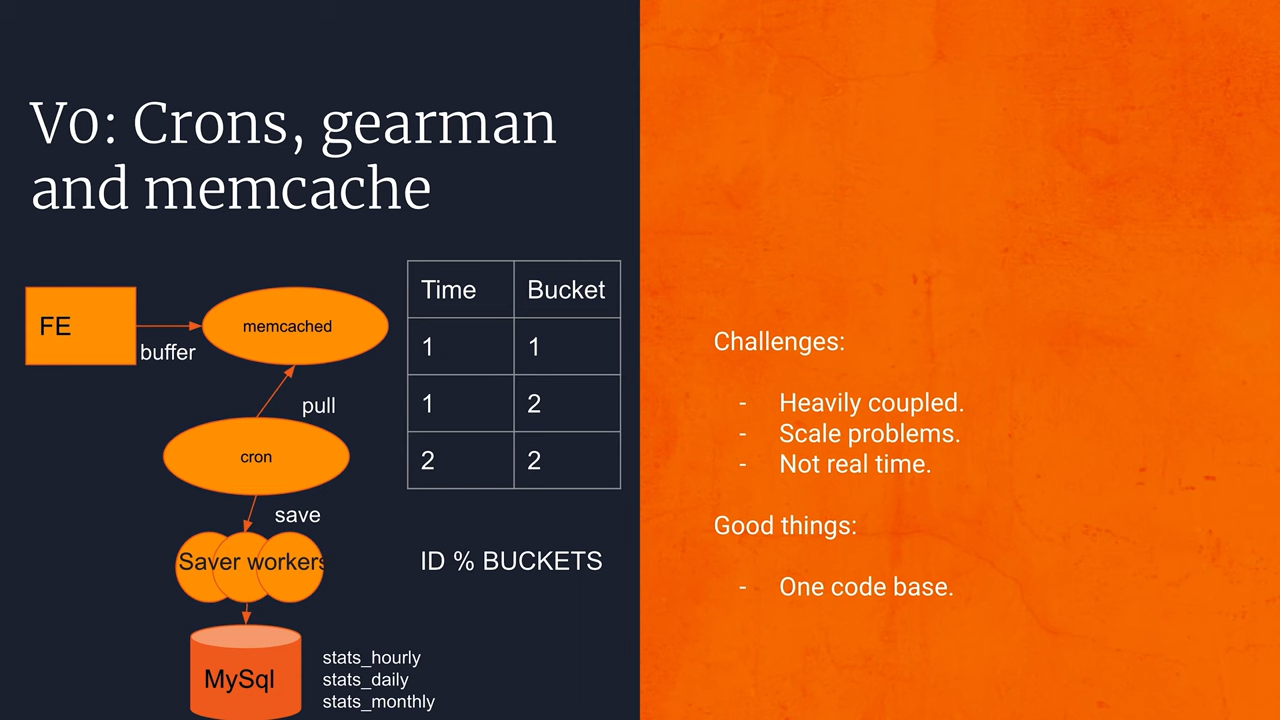 V0: Crons, gearman
and memcache
FE
buffer
memcached
pull
cron
save
Saver workers
MySql
stats_hourly
stats_daily
stats_monthly
Time Bucket
1 1
1 2
2 2
ID % BUCKETS
Challenges:
- Heavily coupled.
- Scale problems.
- Not real time.
Good things:
- One code base.